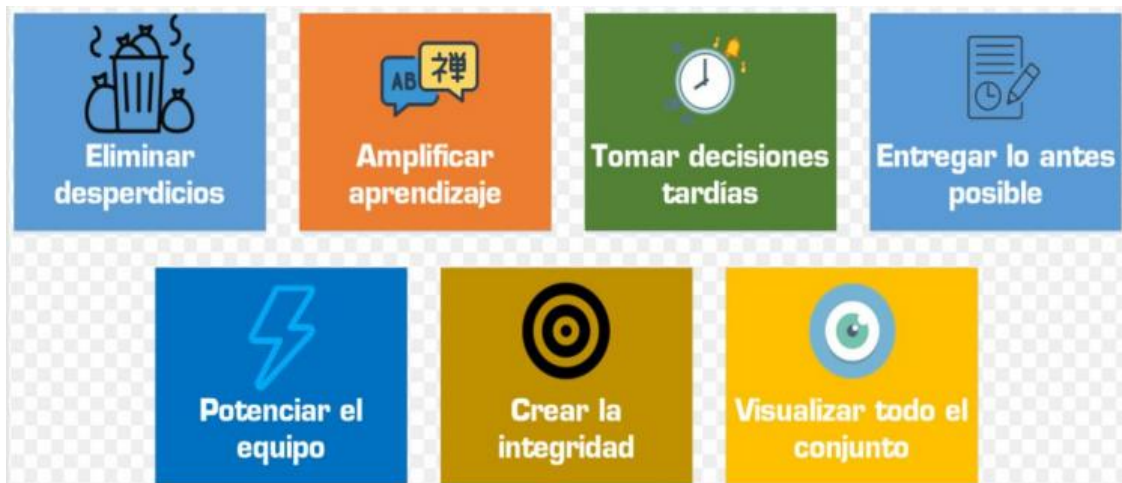 Eliminar
desperdicios
AB 禅
Amplificar
aprendizaje
Tomar decisiones
tardías
Entregar lo antes
posible
Potenciar el
equipo
Crear la
integridad
Visualizar todo el
conjunto